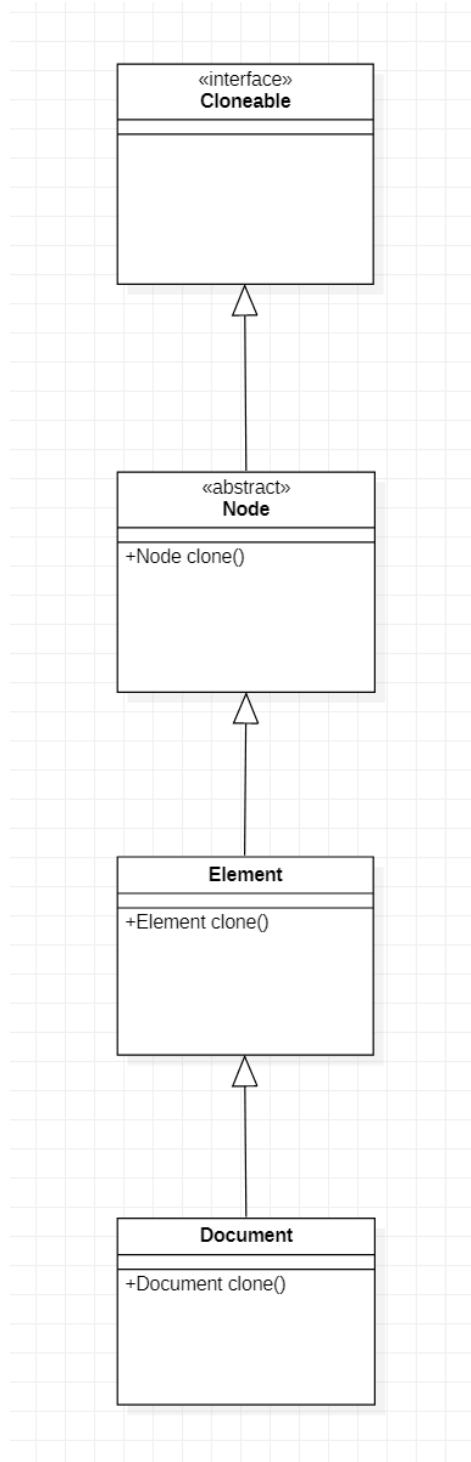 «interface»
Cloneable
«abstract»
Node
+Node clone()
Element
+Element clone()
Document
+Document clone()